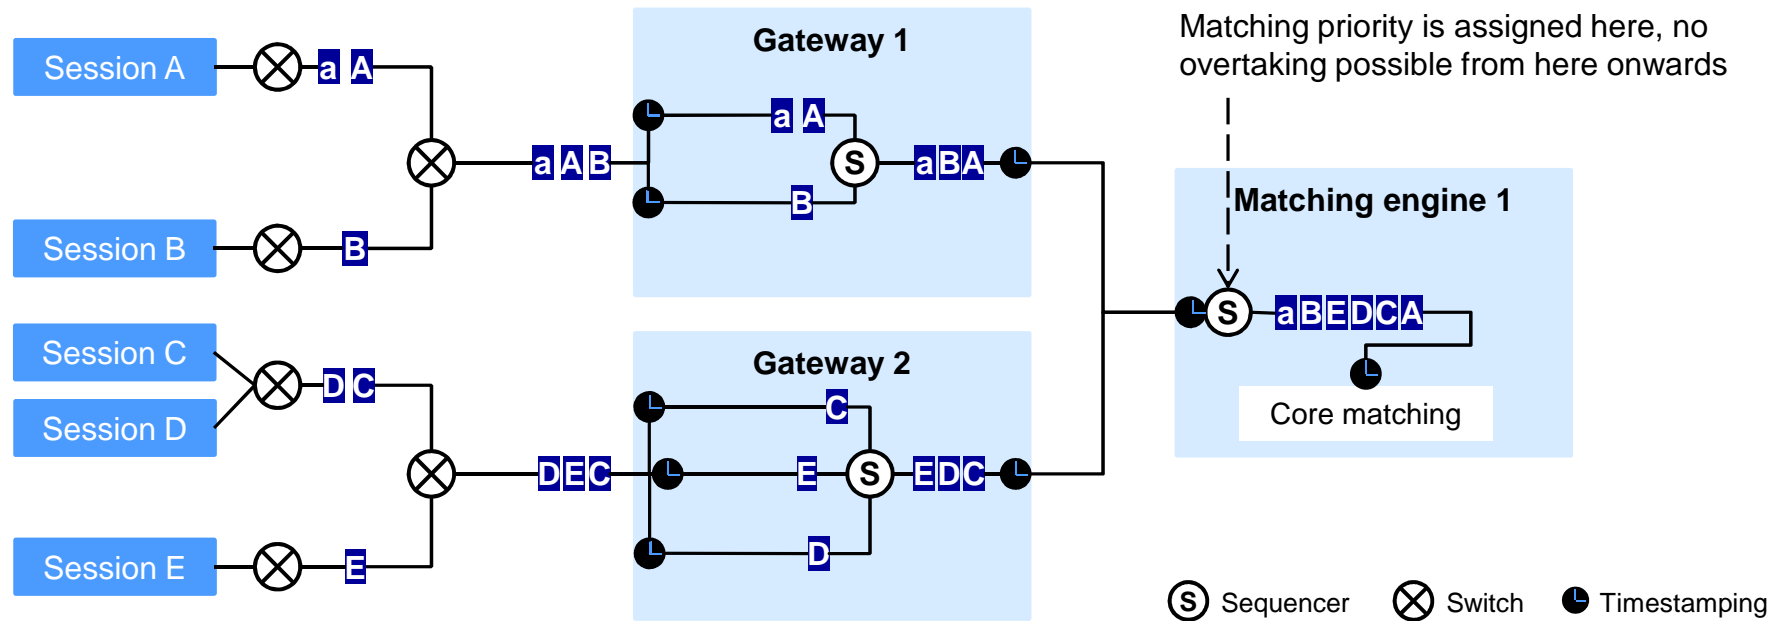 Gateway 1
Matching priority is assigned here, no
overtaking possible from here onwards
Session A
a A
a A
a A B
S
a B A
B
Session B
B
Matching engine 1
S
a B E D C A
Core matching
Session C
Session D
D C
Gateway 2
C
D E C
E
S
E D C
D
Session E
E
S Sequencer
Switch
Timestamping